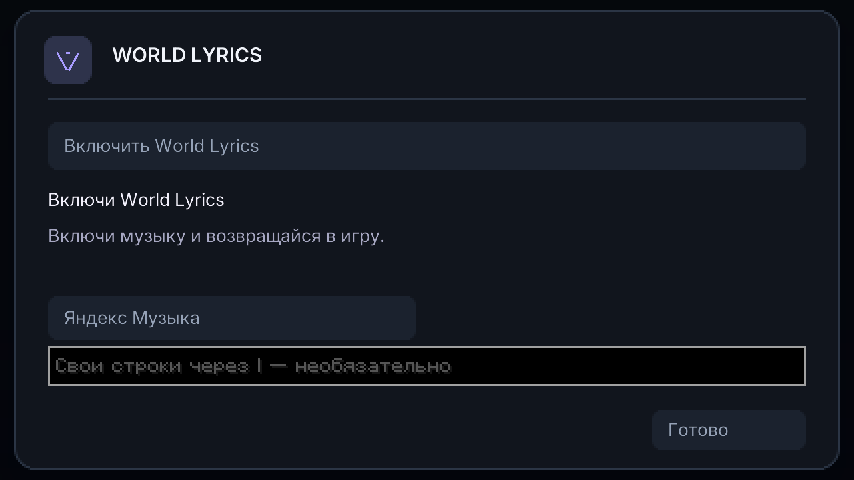 WORLD LYRICS
Включить World Lyrics
Включи World Lyrics
Включи музыку и возвращайся в игру.
Яндекс Музыка
Свои строки через | — необязательно
Готово